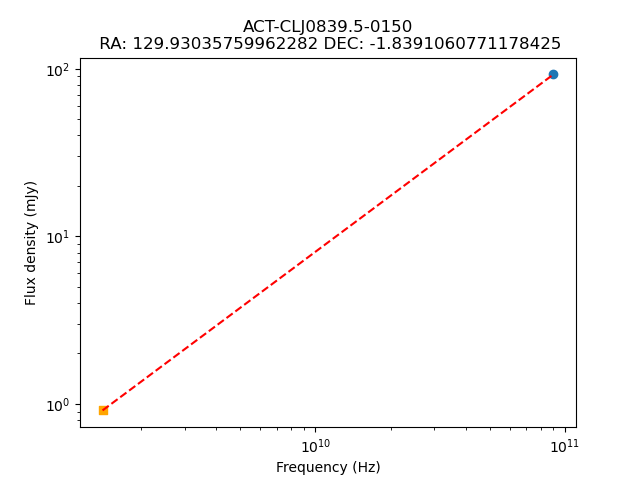 ACT-CLJ0839.5-0150
RA: 129.93035759962282 DEC: -1.8391060771178425
Flux density (mJy)
10²
10¹
10⁰
10¹⁰
10¹¹
Frequency (Hz)